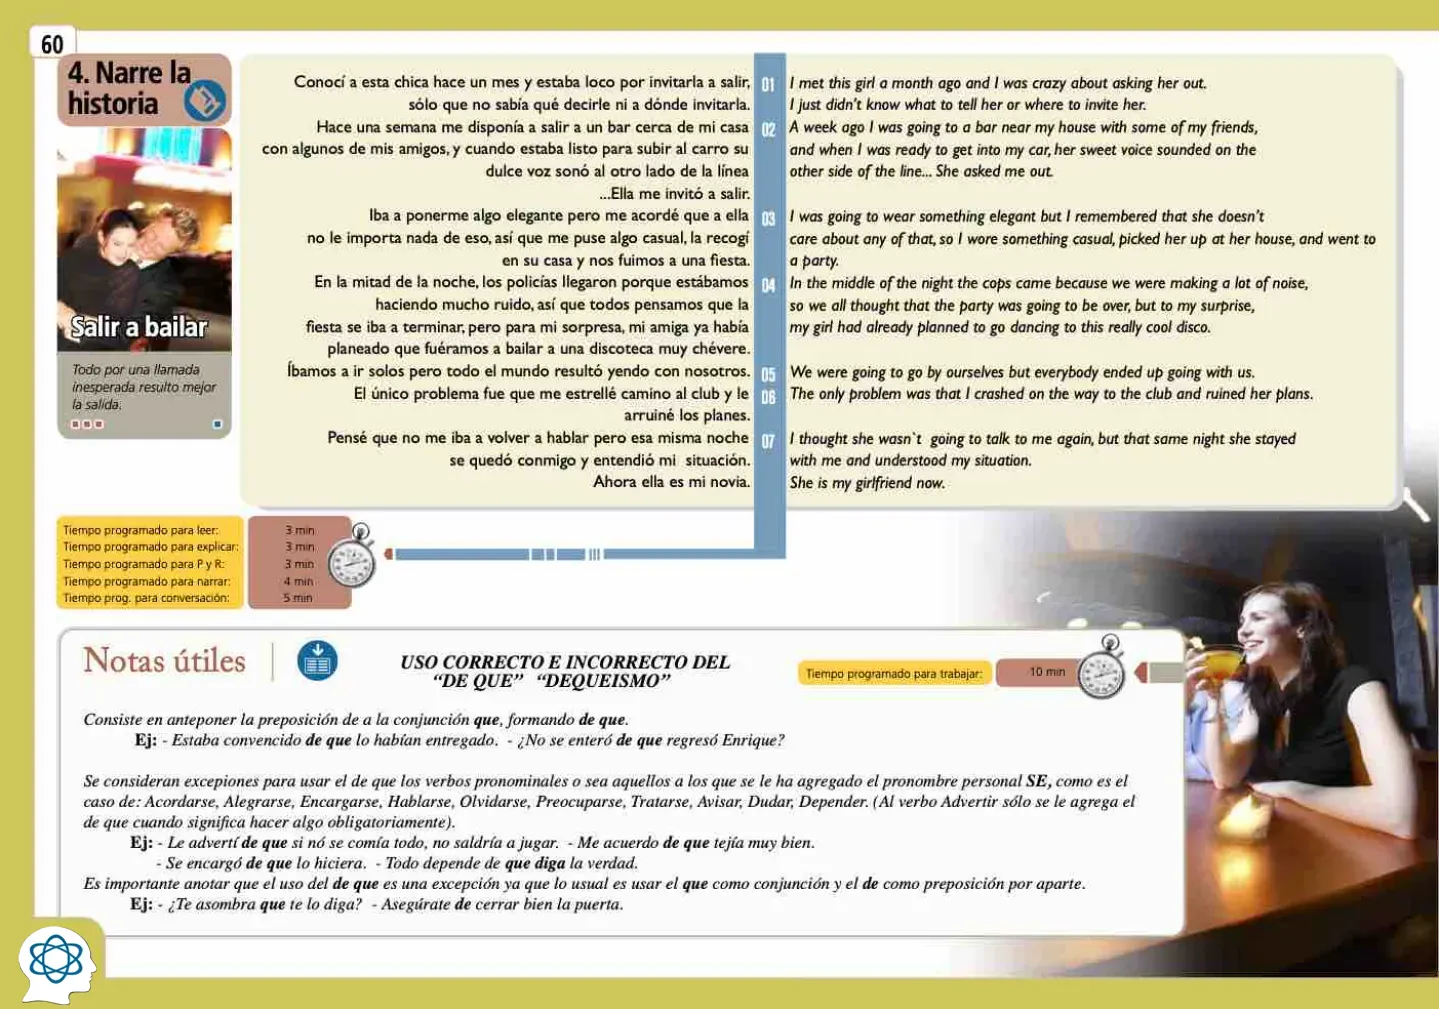 60
4. Narre la
historia
Salir a bailar
Todo por una llamada
inesperada resulto mejor
la salida.
Conocí a esta chica hace un mes y estaba loco por invitarla a salir,
sólo que no sabía qué decirle ni a dónde invitarla.
Hace una semana me disponía a salir a un bar cerca de mi casa
con algunos de mis amigos, y cuando estaba listo para subir al carro su
dulce voz sonó al otro lado de la línea
...Ella me invitó a salir.
Iba a ponerme algo elegante pero me acordé que a ella
no le importa nada de eso, así que me puse algo casual, la recogí
en su casa y nos fuimos a una fiesta.
En la mitad de la noche, los policías llegaron porque estábamos
haciendo mucho ruido, así que todos pensamos que la
fiesta se iba a terminar, pero para mi sorpresa, mi amiga ya había
planeado que fuéramos a bailar a una discoteca muy chévere.
Íbamos a ir solos pero todo el mundo resultó yendo con nosotros.
El único problema fue que me estrellé camino al club y le
arruiné los planes.
Pensé que no me iba a volver a hablar pero esa misma noche
se quedó conmigo y entendió mi situación.
Ahora ella es mi novia.
01
02
03
04
05
06
07
I met this girl a month ago and I was crazy about asking her out.
I just didn't know what to tell her or where to invite her.
A week ago I was going to a bar near my house with some of my friends,
and when I was ready to get into my car, her sweet voice sounded on the
other side of the line... She asked me out.
I was going to wear something elegant but I remembered that she doesn't
care about any of that, so I wore something casual, picked her up at her house, and went to
a party.
In the middle of the night the cops came because we were making a lot of noise,
so we all thought that the party was going to be over, but to my surprise,
my girl had already planned to go dancing to this really cool disco.
We were going to go by ourselves but everybody ended up going with us.
The only problem was that I crashed on the way to the club and ruined her plans.
I thought she wasn`t going to talk to me again, but that same night she stayed
with me and understood my situation.
She is my girlfriend now.
Tiempo programado para leer: 3 min
Tiempo programado para explicar: 3 min
Tiempo programado para P y R: 3 min
Tiempo programado para narrar: 4 min
Tiempo prog. para conversación: 5 min
Notas útiles
USO CORRECTO E INCORRECTO DEL
“DE QUE” “DEQUEISMO”
Tiempo programado para trabajar: 10 min
Consiste en anteponer la preposición de a la conjunción que, formando de que.
Ej: - Estaba convencido de que lo habían entregado. - ¿No se enteró de que regresó Enrique?
Se consideran excepiones para usar el de que los verbos pronominales o sea aquellos a los que se le ha agregado el pronombre personal SE, como es el
caso de: Acordarse, Alegrarse, Encargarse, Hablarse, Olvidarse, Preocuparse, Tratarse, Avisar, Dudar, Depender. (Al verbo Advertir sólo se le agrega el
de que cuando significa hacer algo obligatoriamente).
Ej: - Le advertí de que si nó se comía todo, no saldría a jugar. - Me acuerdo de que tejía muy bien.
- Se encargó de que lo hiciera. - Todo depende de que diga la verdad.
Es importante anotar que el uso del de que es una excepción ya que lo usual es usar el que como conjunción y el de como preposición por aparte.
Ej: - ¿Te asombra que te lo diga? - Asegúrate de cerrar bien la puerta.